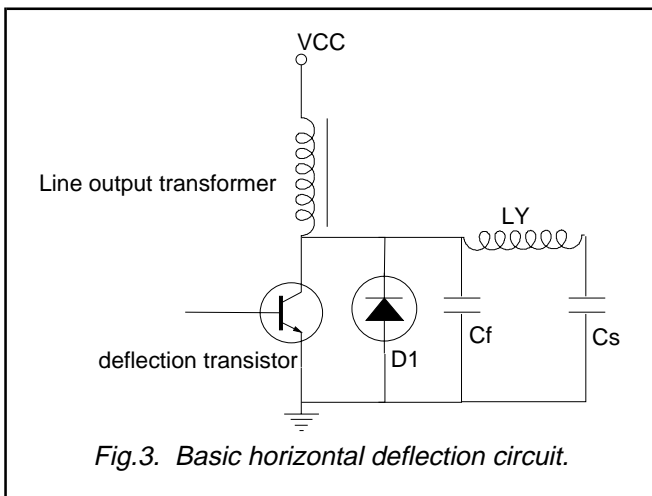 VCC
Line output transformer
LY
deflection transistor
D1
Cf
Cs
Fig.3. Basic horizontal deflection circuit.